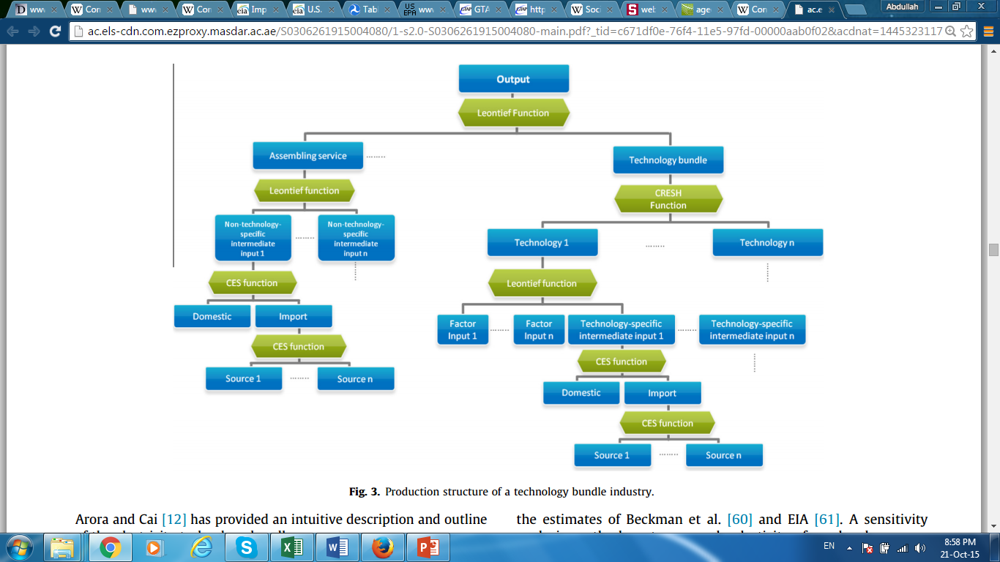 www
Con
www
Con
Imp
U.S.
Tabl
US EPA
www
GTA
http
Soci
web
age
Con
ac.e
Abdullah
ac.els-cdn.com.ezproxy.masdar.ac.ae/S0306261915004080/1-s2.0-S0306261915004080-main.pdf?_tid=c671df0e-76f4-11e5-97fd-00000aab0f02&acdnat=1445323117
Output
Leontief Function
Assembling service ........
Technology bundle
Leontief function
CRESH
Function
Non-technology-
specific
intermediate
input 1
........
Non-technology-
specific
intermediate
input n
Technology 1
........
Technology n
CES function
Leontief function
Domestic
Import
Factor
Input 1
........
Factor
Input n
Technology-specific
intermediate input 1
........
Technology-specific
intermediate input n
CES function
CES function
Source 1
........
Source n
Domestic
Import
CES function
Source 1
........
Source n
Fig. 3. Production structure of a technology bundle industry.
Arora and Cai [12] has provided an intuitive description and outline
the estimates of Beckman et al. [60] and EIA [61]. A sensitivity
EN
8:58 PM
21-Oct-15